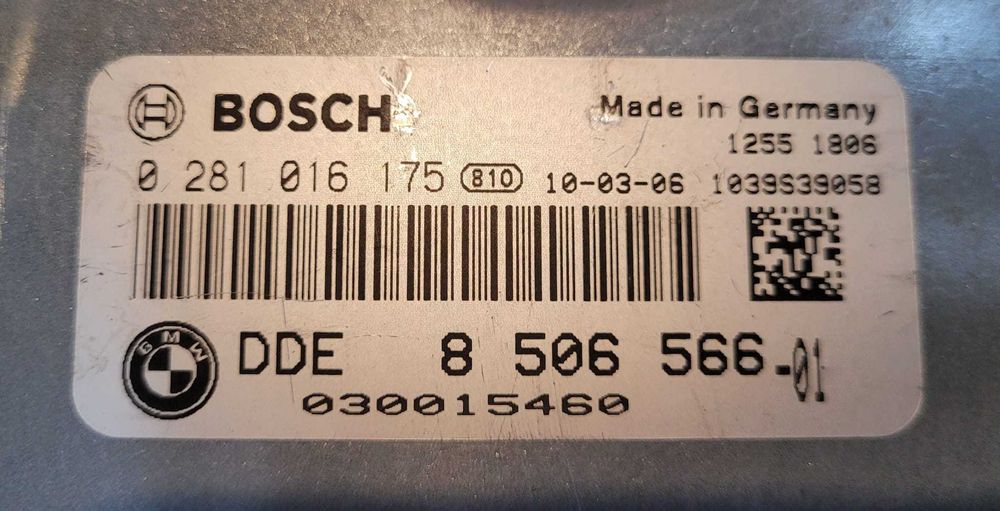 BOSCH
Made in Germany
1255 1806
0 281 016 175 810 10-03-06 1039S39058
GMW
DDE 8 506 566-01
030015460